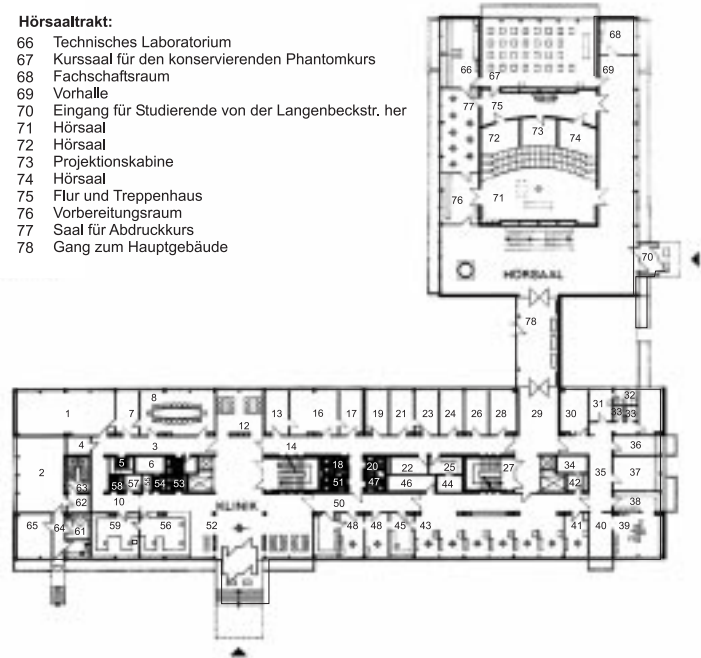 Hörsaaltrakt:
66 Technisches Laboratorium
67 Kurssaal für den konservierenden Phantomkurs
68 Fachschaftsraum
69 Vorhalle
70 Eingang für Studierende von der Langenbeckstr. her
71 Hörsaal
72 Hörsaal
73 Projektionskabine
74 Hörsaal
75 Flur und Treppenhaus
76 Vorbereitungsraum
77 Saal für Abdruckkurs
78 Gang zum Hauptgebäude
68
66 67 69
77 75
72 73 74
76 71
70
HÖRSAAL
78
8
1 7 12 13 16 17 19 21 23 24 26 28 29 30 31 32
33 33
4 3 14 36
5 6 18 20 22 25 27 34 35
2 63 58 57 54 53 51 47 46 44 42 37
62 10 50 38
KLINIK
65 64 61 59 56 52 48 48 45 43 41 40 39